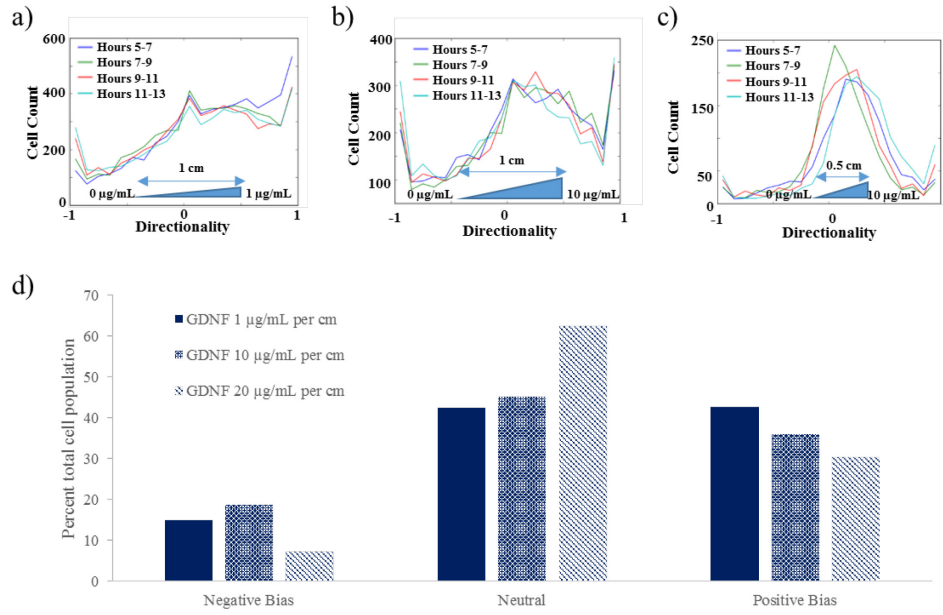 a)
600
400
200
0
Cell Count
Hours 5-7
Hours 7-9
Hours 9-11
Hours 11-13
1 cm
0 µg/mL
1 µg/mL
-1
0
1
Directionality
b)
400
300
200
100
Cell Count
Hours 5-7
Hours 7-9
Hours 9-11
Hours 11-13
1 cm
0 µg/mL
10 µg/mL
-1
0
1
Directionality
c)
250
150
50
0
Cell Count
Hours 5-7
Hours 7-9
Hours 9-11
Hours 11-13
0.5 cm
0 µg/mL
10 µg/mL
-1
0
1
Directionality
d)
70
60
50
40
30
20
10
0
Percent total cell population
GDNF 1 µg/mL per cm
GDNF 10 µg/mL per cm
GDNF 20 µg/mL per cm
Negative Bias
Neutral
Positive Bias